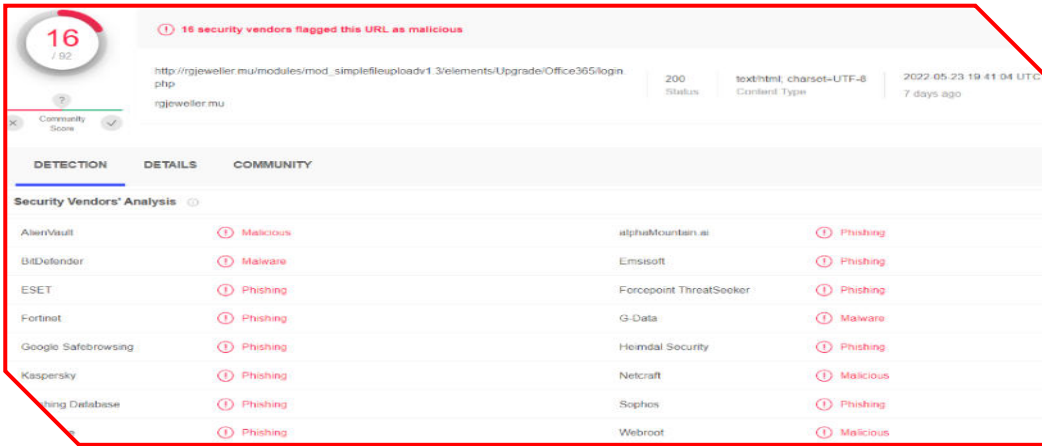 16
/ 92
?
Community
Score
16 security vendors flagged this URL as malicious
http://rgjeweller.mu/modules/mod_simplefileuploadv1.3/elements/Upgrade/Office365/login.
php
rgjeweller.mu
200
Status
text/html; charset=UTF-8
Content Type
2022-05-23 19:41:04 UTC
7 days ago
DETECTION DETAILS COMMUNITY
Security Vendors' Analysis
AlienVault Malicious alphaMountain.ai Phishing
BitDefender Malware Emsisoft Phishing
ESET Phishing Forcepoint ThreatSeeker Phishing
Fortinet Phishing G-Data Malware
Google Safebrowsing Phishing Heimdal Security Phishing
Kaspersky Phishing Netcraft Malicious
hing Database Phishing Sophos Phishing
Phishing Webroot Malicious